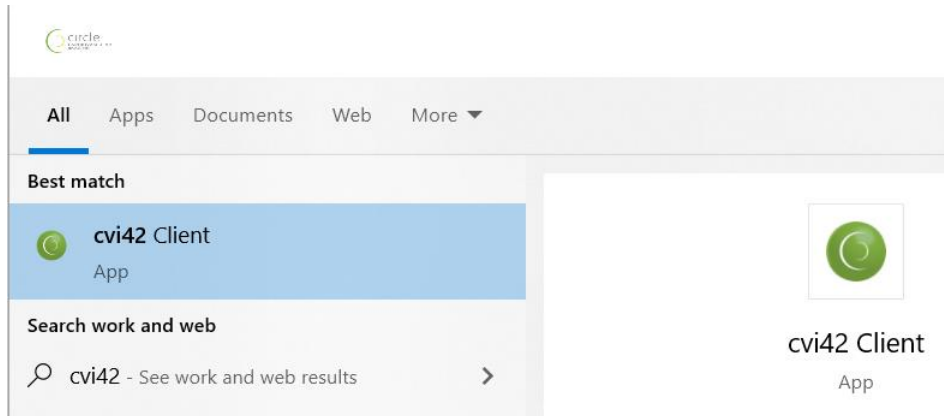 circle
All Apps Documents Web More
Best match
cvi42 Client
App
Search work and web
cvi42 - See work and web results
cvi42 Client
App